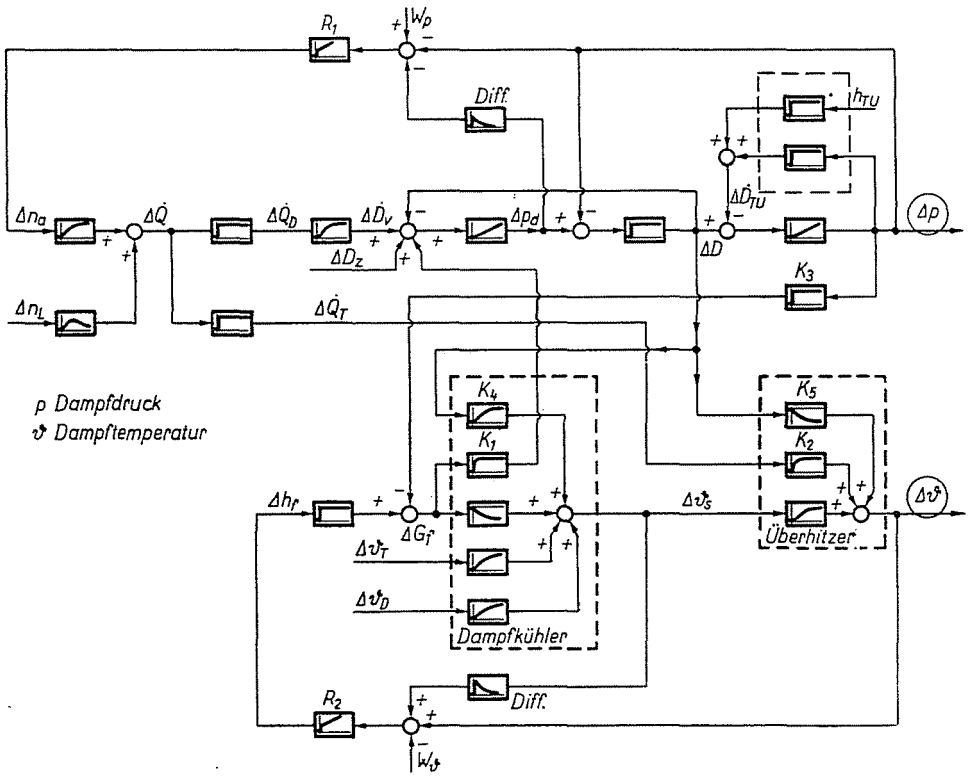 R₁
+
W_p
−
−
Diff.
h_TU
+
+
ΔḊ_TU
Δn_a
ΔQ̇
ΔQ̇_D
ΔḊ_v
−
Δp_d
−
−
Δp
+
+
+
+
+
+
+
ΔD
ΔD_z
K₃
Δn_L
ΔQ̇_T
p Dampfdruck
ϑ Dampftemperatur
K₄
K₅
K₁
K₂
Δh_f
+
−
+
+
+
+
Δϑ_s
+
+
Δϑ
ΔG_f
+
+
Überhitzer
Δϑ_T
Δϑ_D
Dampfkühler
R₂
+
+
Diff.
−
W_ϑ